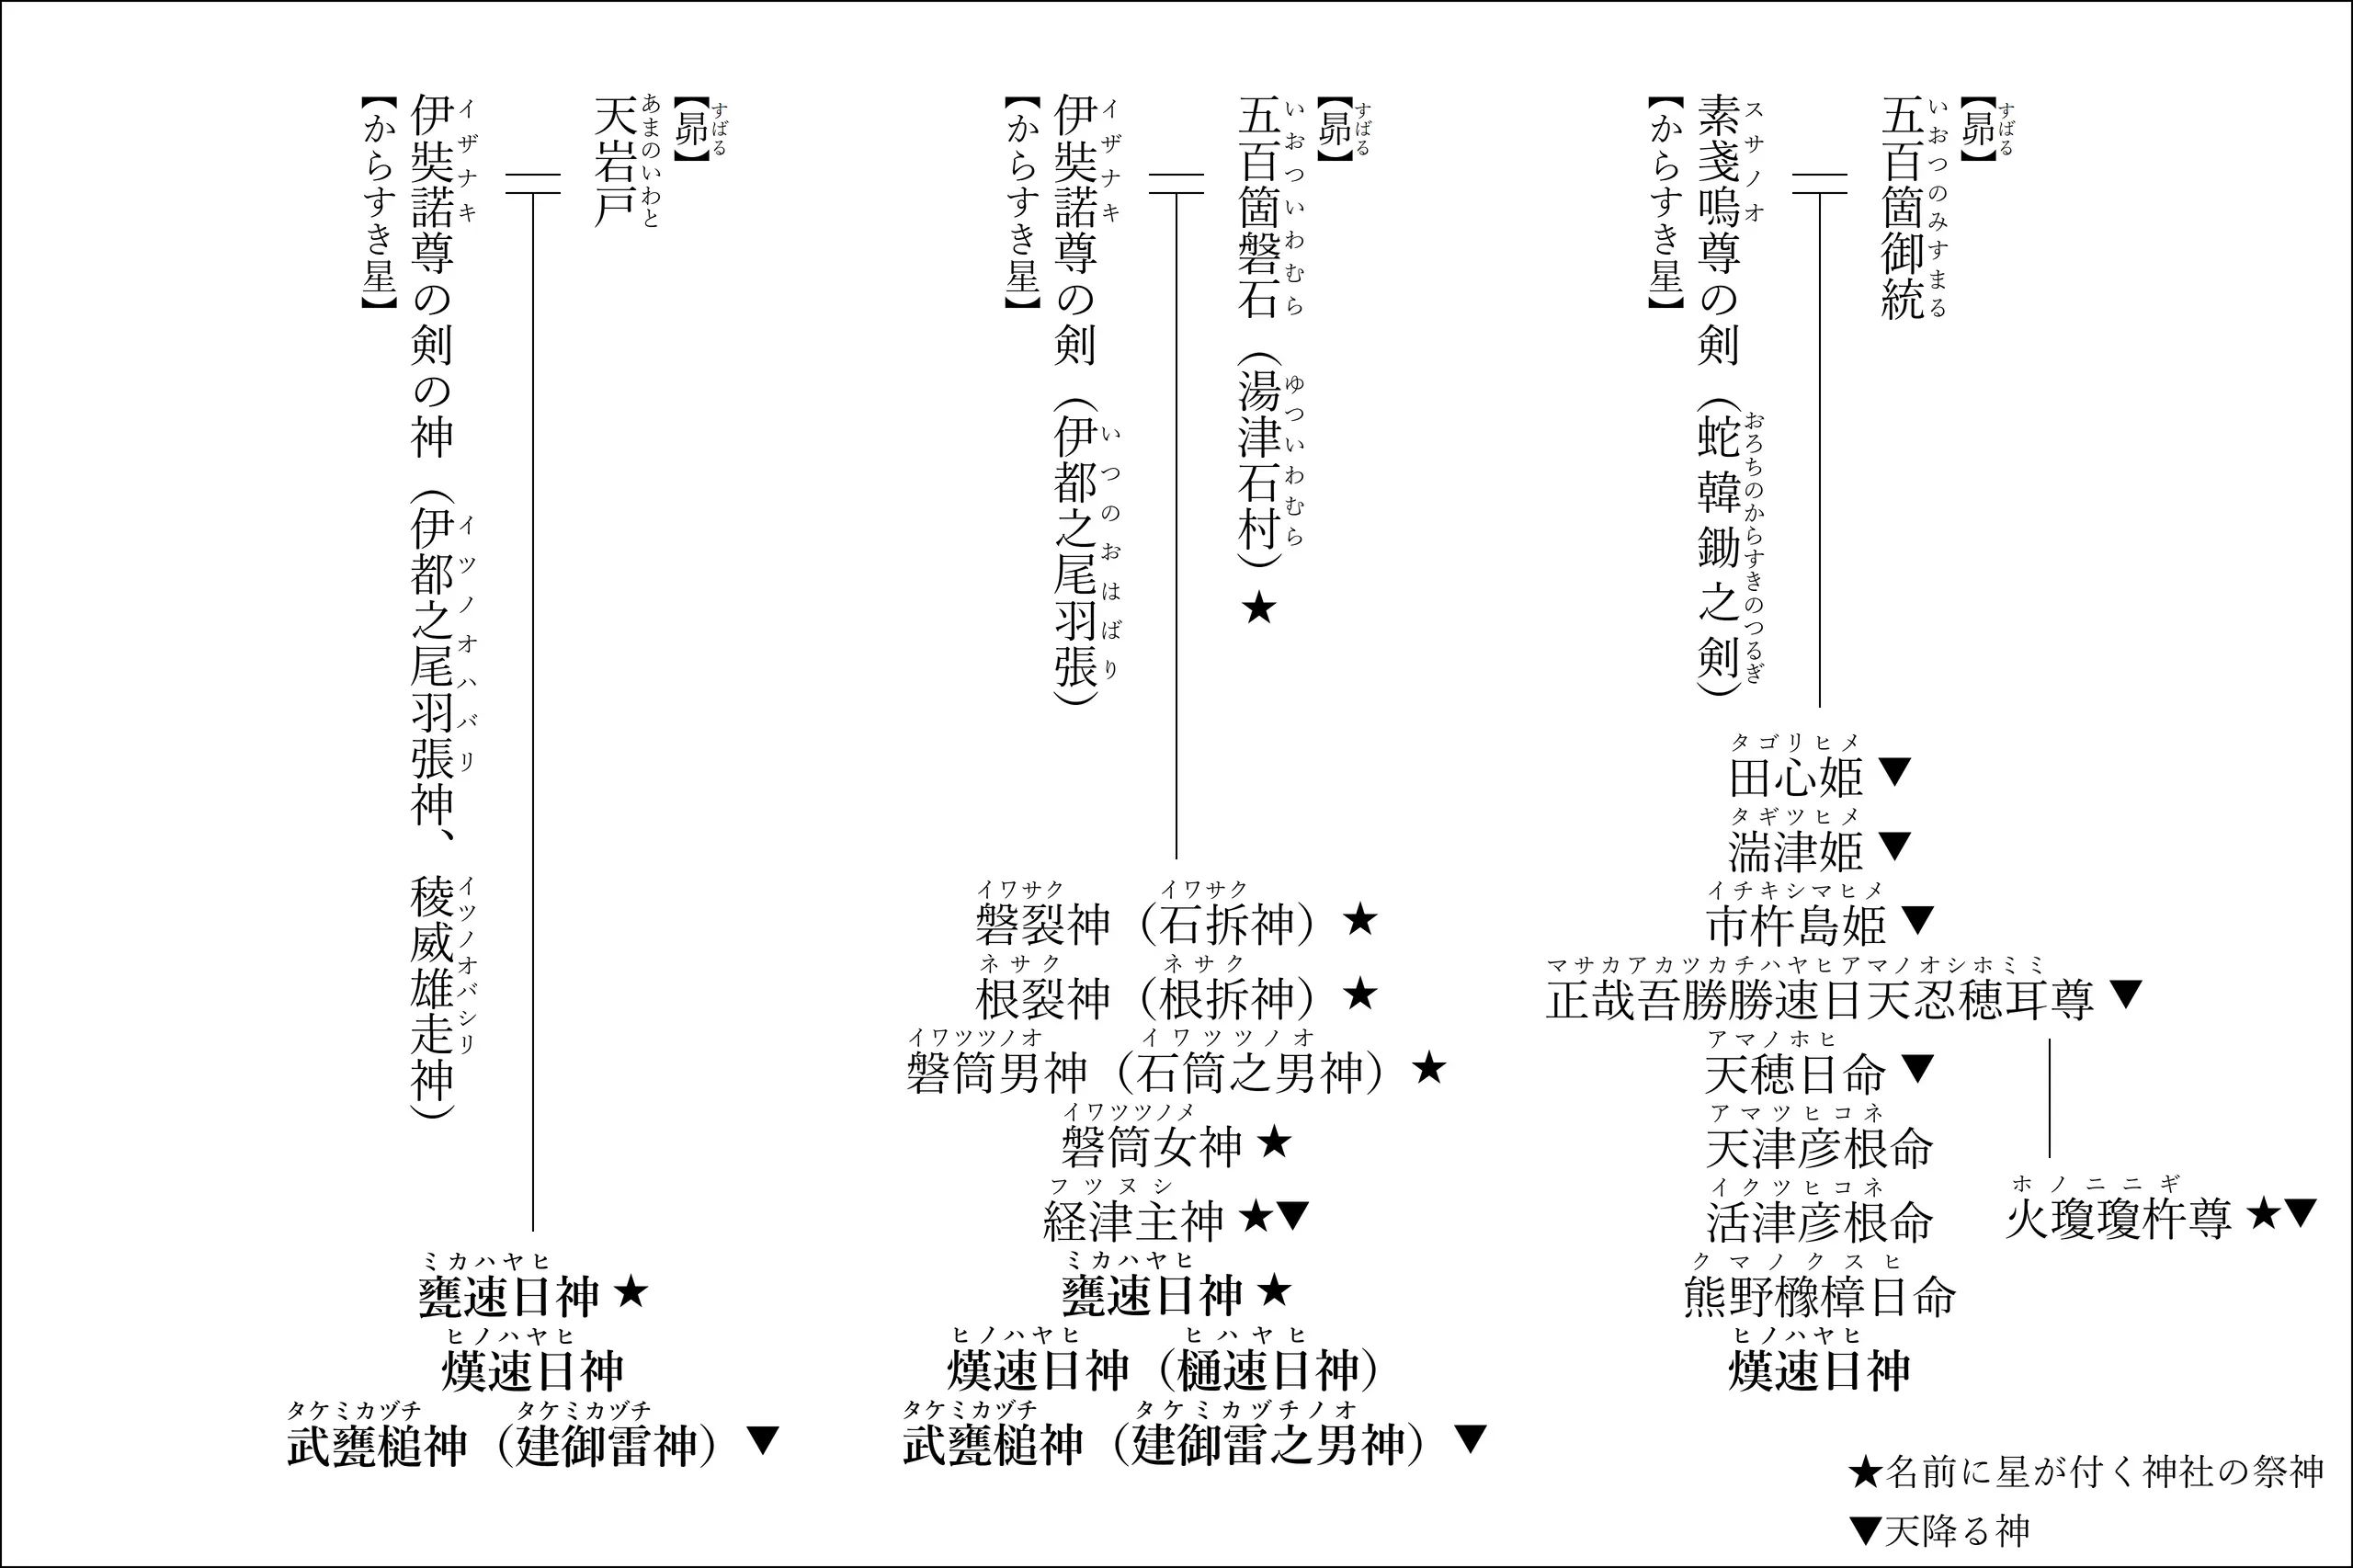 すばる
【昴】
いおつのみすまる
五百箇御統
スサノオ
素戔嗚尊の剣（蛇韓鋤之剣）
おろちのからすきのつるぎ
【からすき星】
タゴリヒメ
田心姫 ▼
タギツヒメ
湍津姫 ▼
イチキシマヒメ
市杵島姫 ▼
マサカアカツカチハヤヒアマノオシホミミ
正哉吾勝勝速日天忍穂耳尊 ▼
アマノホヒ
天穂日命 ▼
アマツヒコネ
天津彦根命
イクツヒコネ
活津彦根命
ホノニニギ
火瓊瓊杵尊 ★▼
クマノクスヒ
熊野櫲樟日命
ヒノハヤヒ
熯速日神
すばる
【昴】
いおついわむら ゆついわむら
五百箇磐石（湯津石村）★
イザナキ いつのおはばり
伊奘諾尊の剣（伊都之尾羽張）
【からすき星】
イワサク イワサク
磐裂神（石拆神）★
ネサク ネサク
根裂神（根拆神）★
イワツツノオ イワツツノオ
磐筒男神（石筒之男神）★
イワツツノメ
磐筒女神 ★
フツヌシ
経津主神 ★▼
ミカハヤヒ
甕速日神 ★
ヒノハヤヒ ヒハヤヒ
熯速日神（樋速日神）
タケミカヅチ タケミカヅチノオ
武甕槌神（建御雷之男神）▼
すばる
【昴】
あまのいわと
天岩戸
イザナキ イツノオハバリ イツノオバシリ
伊奘諾尊の剣の神（伊都之尾羽張神、稜威雄走神）
【からすき星】
ミカハヤヒ
甕速日神 ★
ヒノハヤヒ
熯速日神
タケミカヅチ タケミカヅチ
武甕槌神（建御雷神）▼
★名前に星が付く神社の祭神
▼天降る神